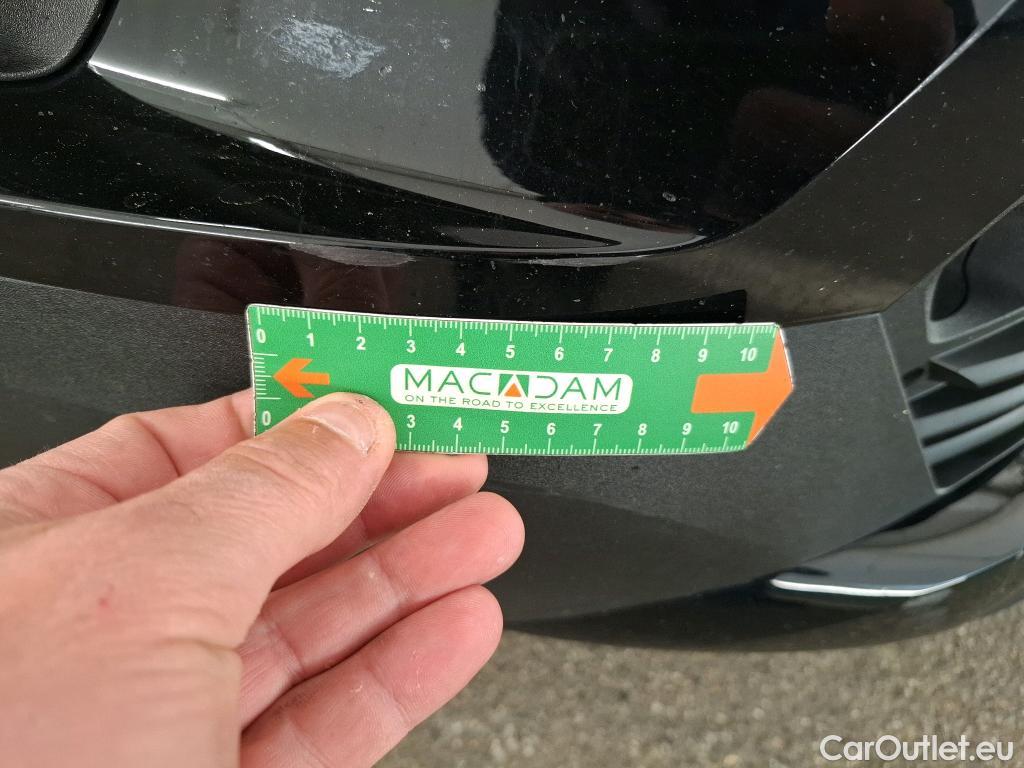 0 1 2 3 4 5 6 7 8 9 10
MACADAM
ON THE ROAD TO EXCELLENCE
0 3 4 5 6 7 8 9 10
CarOutlet.eu